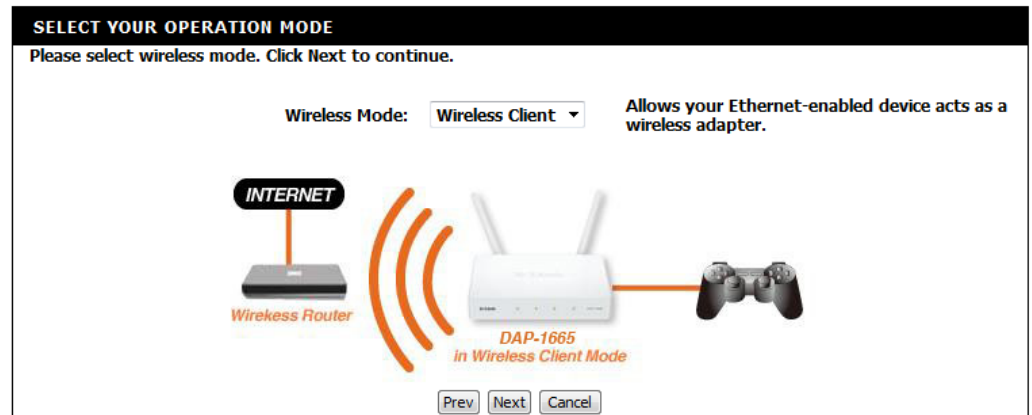 SELECT YOUR OPERATION MODE
Please select wireless mode. Click Next to continue.
Wireless Mode: Wireless Client
Allows your Ethernet-enabled device acts as a
wireless adapter.
INTERNET
Wirekess Router
DAP-1665
in Wireless Client Mode
Prev Next Cancel